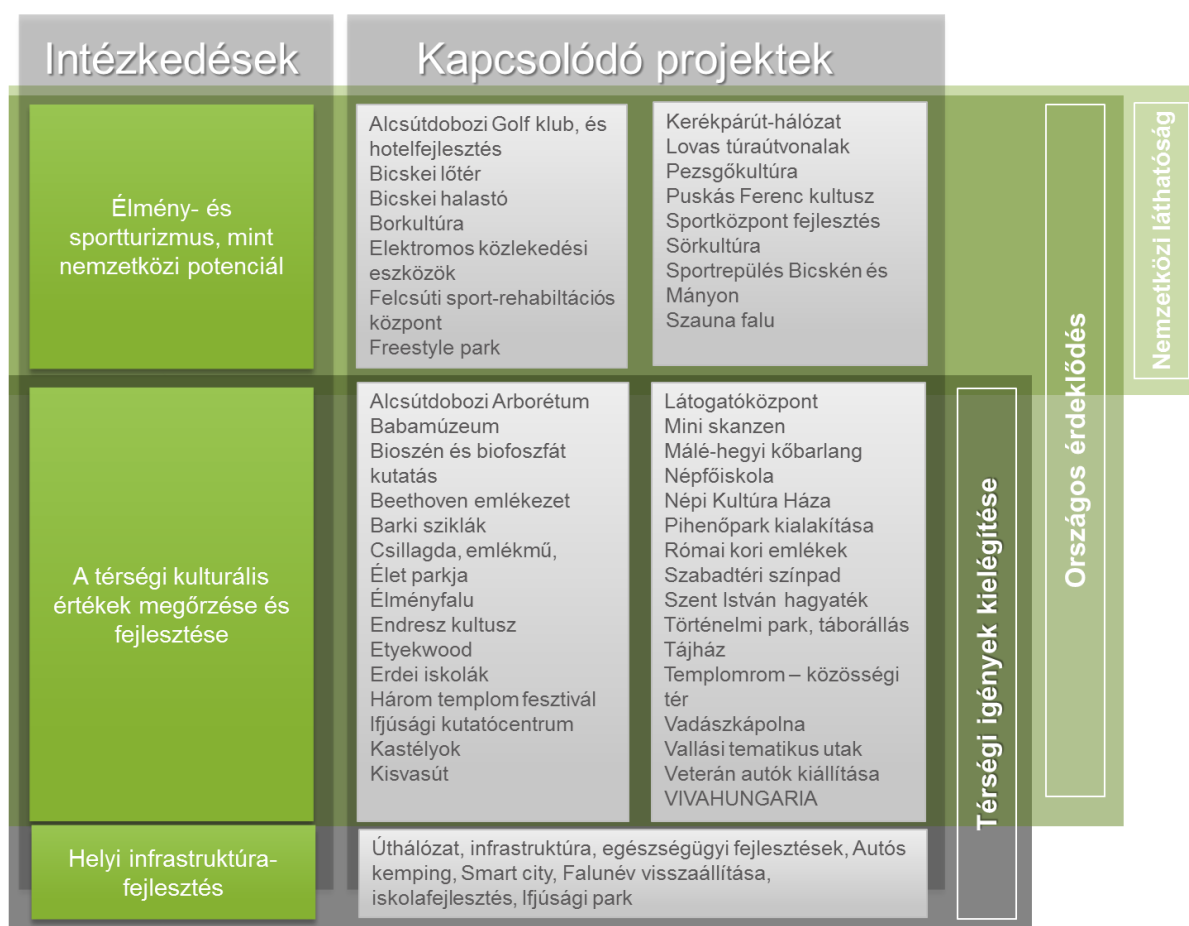 Intézkedések
Kapcsolódó projektek
Élmény- és
sportturizmus, mint
nemzetközi potenciál
Alcsútdobozi Golf klub, és
hotelfejlesztés
Bicskei lőtér
Bicskei halastó
Borkultúra
Elektromos közlekedési
eszközök
Felcsúti sport-rehabiltációs
központ
Freestyle park
Kerékpárút-hálózat
Lovas túraútvonalak
Pezsgőkultúra
Puskás Ferenc kultusz
Sportközpont fejlesztés
Sörkultúra
Sportrepülés Bicskén és
Mányon
Szauna falu
A térségi kulturális
értékek megőrzése és
fejlesztése
Alcsútdobozi Arborétum
Babamúzeum
Bioszén és biofoszfát
kutatás
Beethoven emlékezet
Barki sziklák
Csillagda, emlékmű,
Élet parkja
Élményfalu
Endresz kultusz
Etyekwood
Erdei iskolák
Három templom fesztivál
Ifjúsági kutatócentrum
Kastélyok
Kisvasút
Látogatóközpont
Mini skanzen
Málé-hegyi kőbarlang
Népfőiskola
Népi Kultúra Háza
Pihenőpark kialakítása
Római kori emlékek
Szabadtéri színpad
Szent István hagyaték
Történelmi park, táborállás
Tájház
Templomrom – közösségi
tér
Vadászkápolna
Vallási tematikus utak
Veterán autók kiállítása
VIVAHUNGARIA
Helyi infrastruktúra-
fejlesztés
Úthálózat, infrastruktúra, egészségügyi fejlesztések, Autós
kemping, Smart city, Falunév visszaállítása,
iskolafejlesztés, Ifjúsági park
Térségi igények kielégítése
Országos érdeklődés
Nemzetközi láthatóság